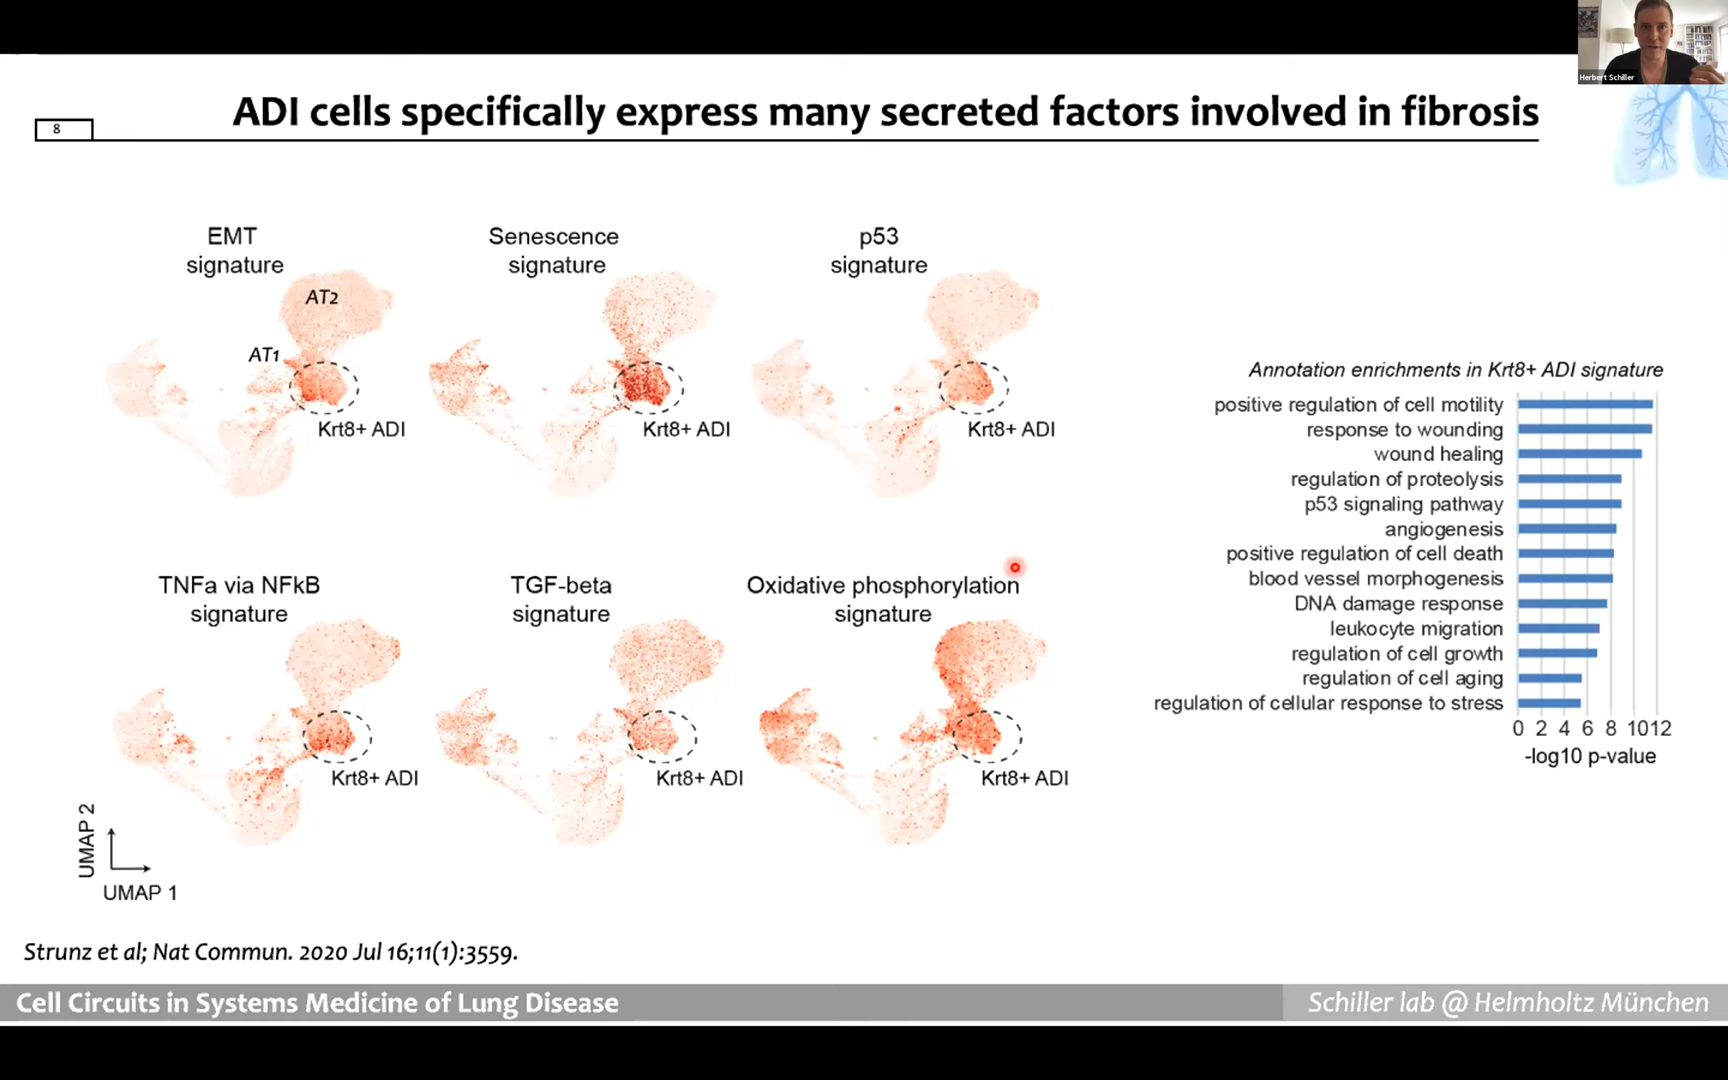 Herbert Schiller
8
ADI cells specifically express many secreted factors involved in fibrosis
EMT
signature
AT2
AT1
Krt8+ ADI
Senescence
signature
Krt8+ ADI
p53
signature
Krt8+ ADI
TNFa via NFkB
signature
Krt8+ ADI
TGF-beta
signature
Krt8+ ADI
Oxidative phosphorylation
signature
Krt8+ ADI
UMAP 2
UMAP 1
Annotation enrichments in Krt8+ ADI signature
positive regulation of cell motility
response to wounding
wound healing
regulation of proteolysis
p53 signaling pathway
angiogenesis
positive regulation of cell death
blood vessel morphogenesis
DNA damage response
leukocyte migration
regulation of cell growth
regulation of cell aging
regulation of cellular response to stress
0 2 4 6 8 10 12
-log10 p-value
Strunz et al; Nat Commun. 2020 Jul 16;11(1):3559.
Cell Circuits in Systems Medicine of Lung Disease
Schiller lab @ Helmholtz München